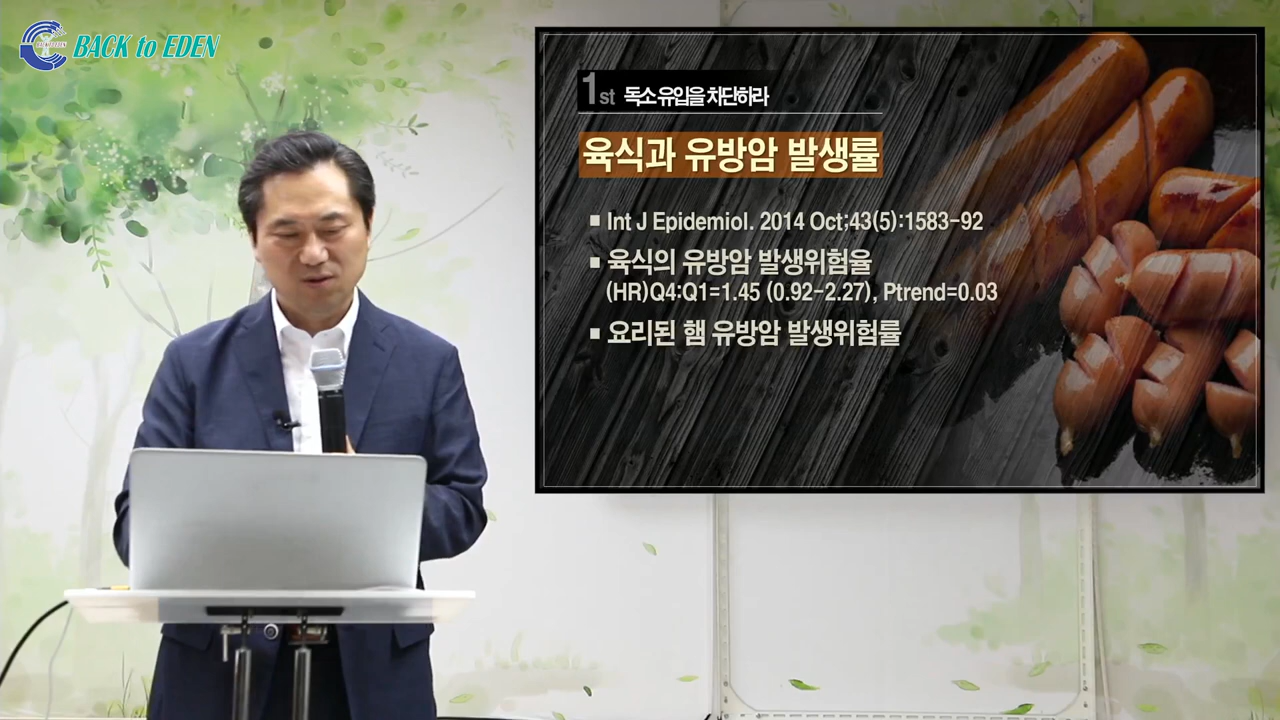 BACK to EDEN
1st 독소 유입을 차단하라
육식과 유방암 발생률
▪ Int J Epidemiol. 2014 Oct;43(5):1583-92
▪ 육식의 유방암 발생위험율
(HR)Q4:Q1=1.45 (0.92-2.27), Ptrend=0.03
▪ 요리된 햄 유방암 발생위험률